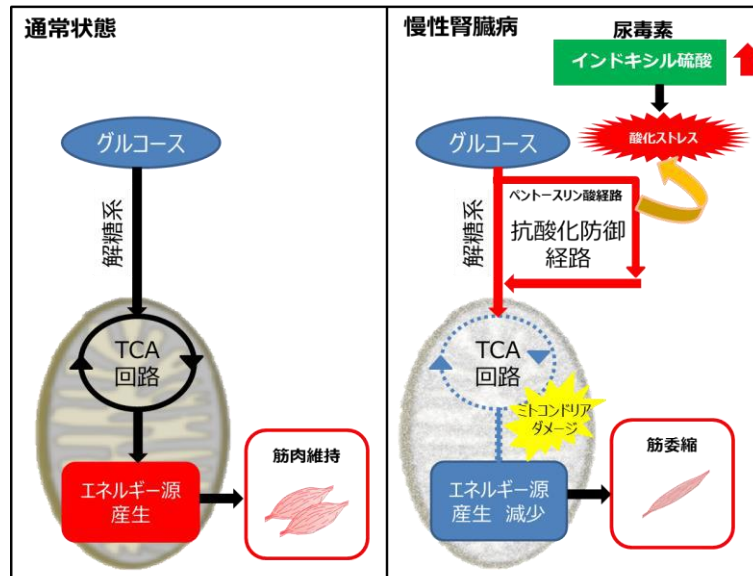 通常状態
グルコース
解糖系
TCA
回路
エネルギー源
産生
筋肉維持
慢性腎臓病
尿毒素
インドキシル硫酸
酸化ストレス
グルコース
解糖系
ペントースリン酸経路
抗酸化防御
経路
TCA
回路
ミトコンドリア
ダメージ
エネルギー源
産生 減少
筋委縮